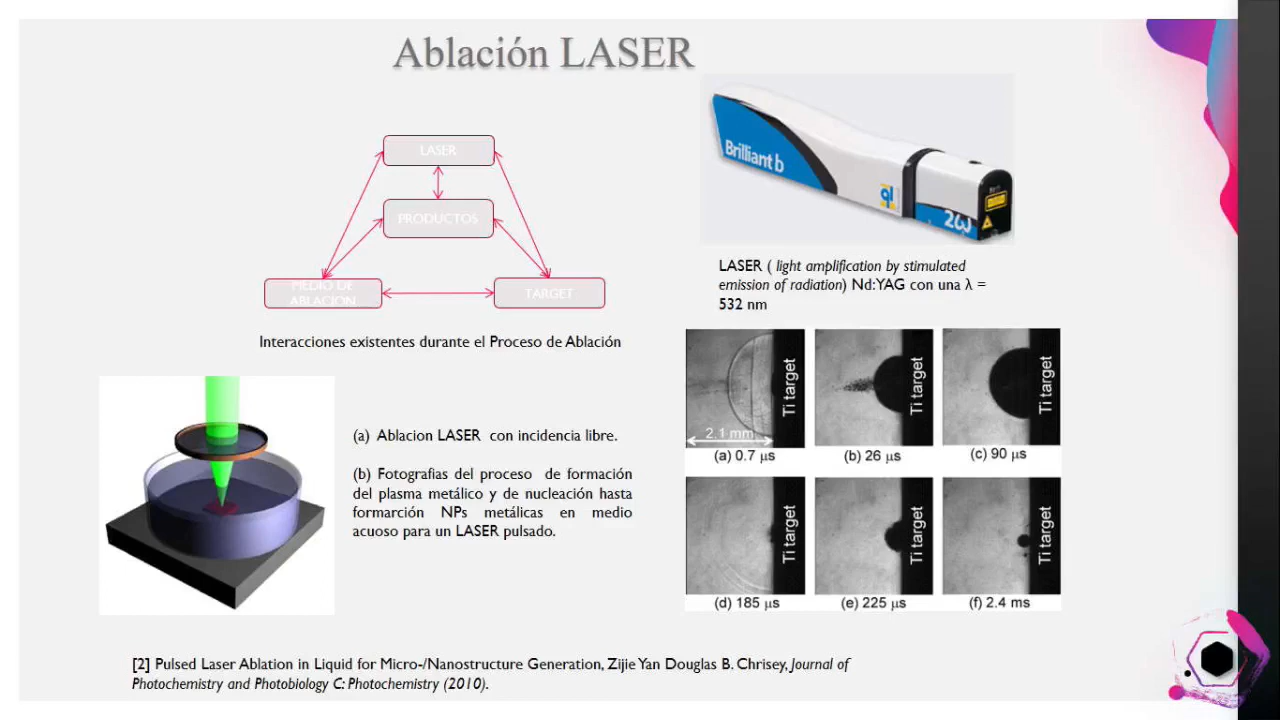 Ablación LASER
LASER
PRODUCTOS
MEDIO DE
ABLACION
TARGET
Interacciones existentes durante el Proceso de Ablación
Brilliant b
ql
26J
LASER ( light amplification by stimulated
emission of radiation) Nd:YAG con una λ =
532 nm
(a) Ablacion LASER con incidencia libre.
(b) Fotografias del proceso de formación
del plasma metálico y de nucleación hasta
formarción NPs metálicas en medio
acuoso para un LASER pulsado.
2.1 mm
Ti target
(a) 0.7 μs
Ti target
(b) 26 μs
Ti target
(c) 90 μs
Ti target
(d) 185 μs
Ti target
(e) 225 μs
Ti target
(f) 2.4 ms
[2] Pulsed Laser Ablation in Liquid for Micro-/Nanostructure Generation, Zijie Yan Douglas B. Chrisey, Journal of
Photochemistry and Photobiology C: Photochemistry (2010).